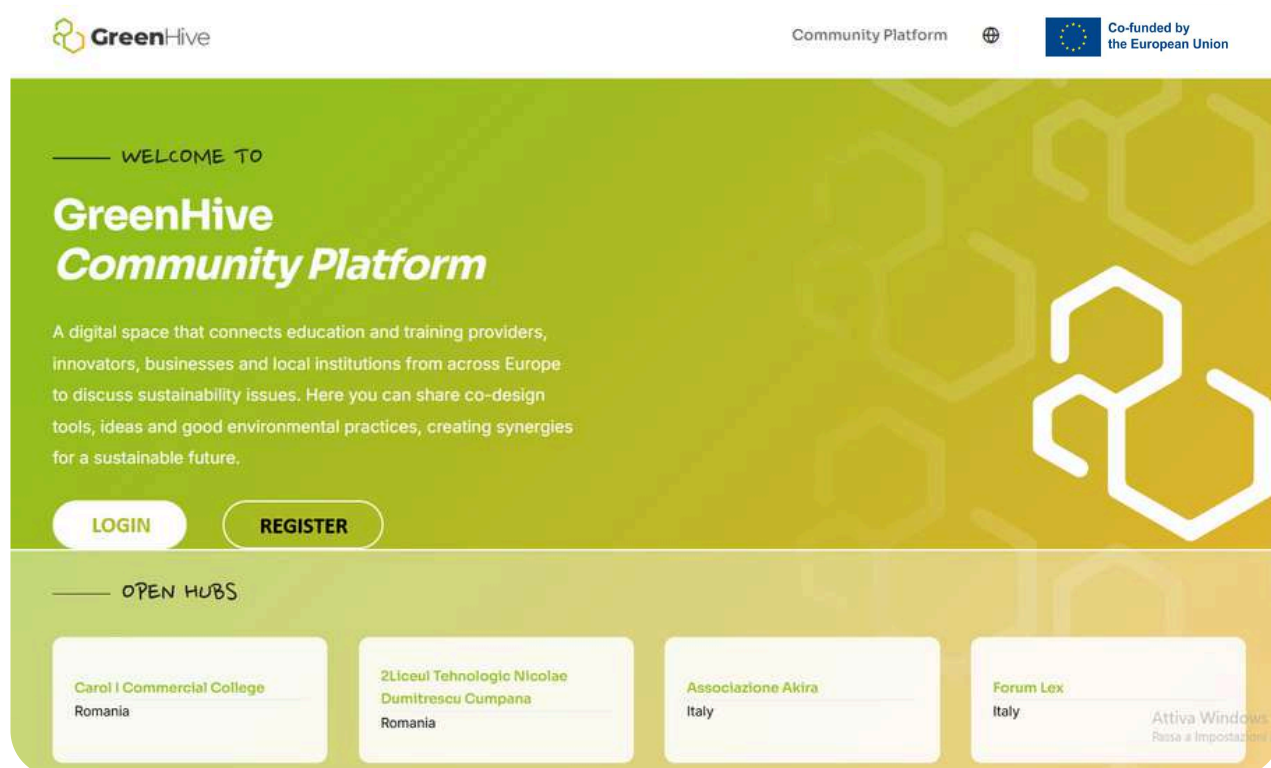 GreenHive
Community Platform
Co-funded by
the European Union
WELCOME TO
GreenHive
Community Platform
A digital space that connects education and training providers,
innovators, businesses and local institutions from across Europe
to discuss sustainability issues. Here you can share co-design
tools, ideas and good environmental practices, creating synergies
for a sustainable future.
LOGIN
REGISTER
OPEN HUBS
Carol I Commercial College
Romania
2Liceul Tehnologic Nicolae
Dumitrescu Cumpana
Romania
Associazione Akira
Italy
Forum Lex
Italy
Attiva Windows
Passa a Impostazioni